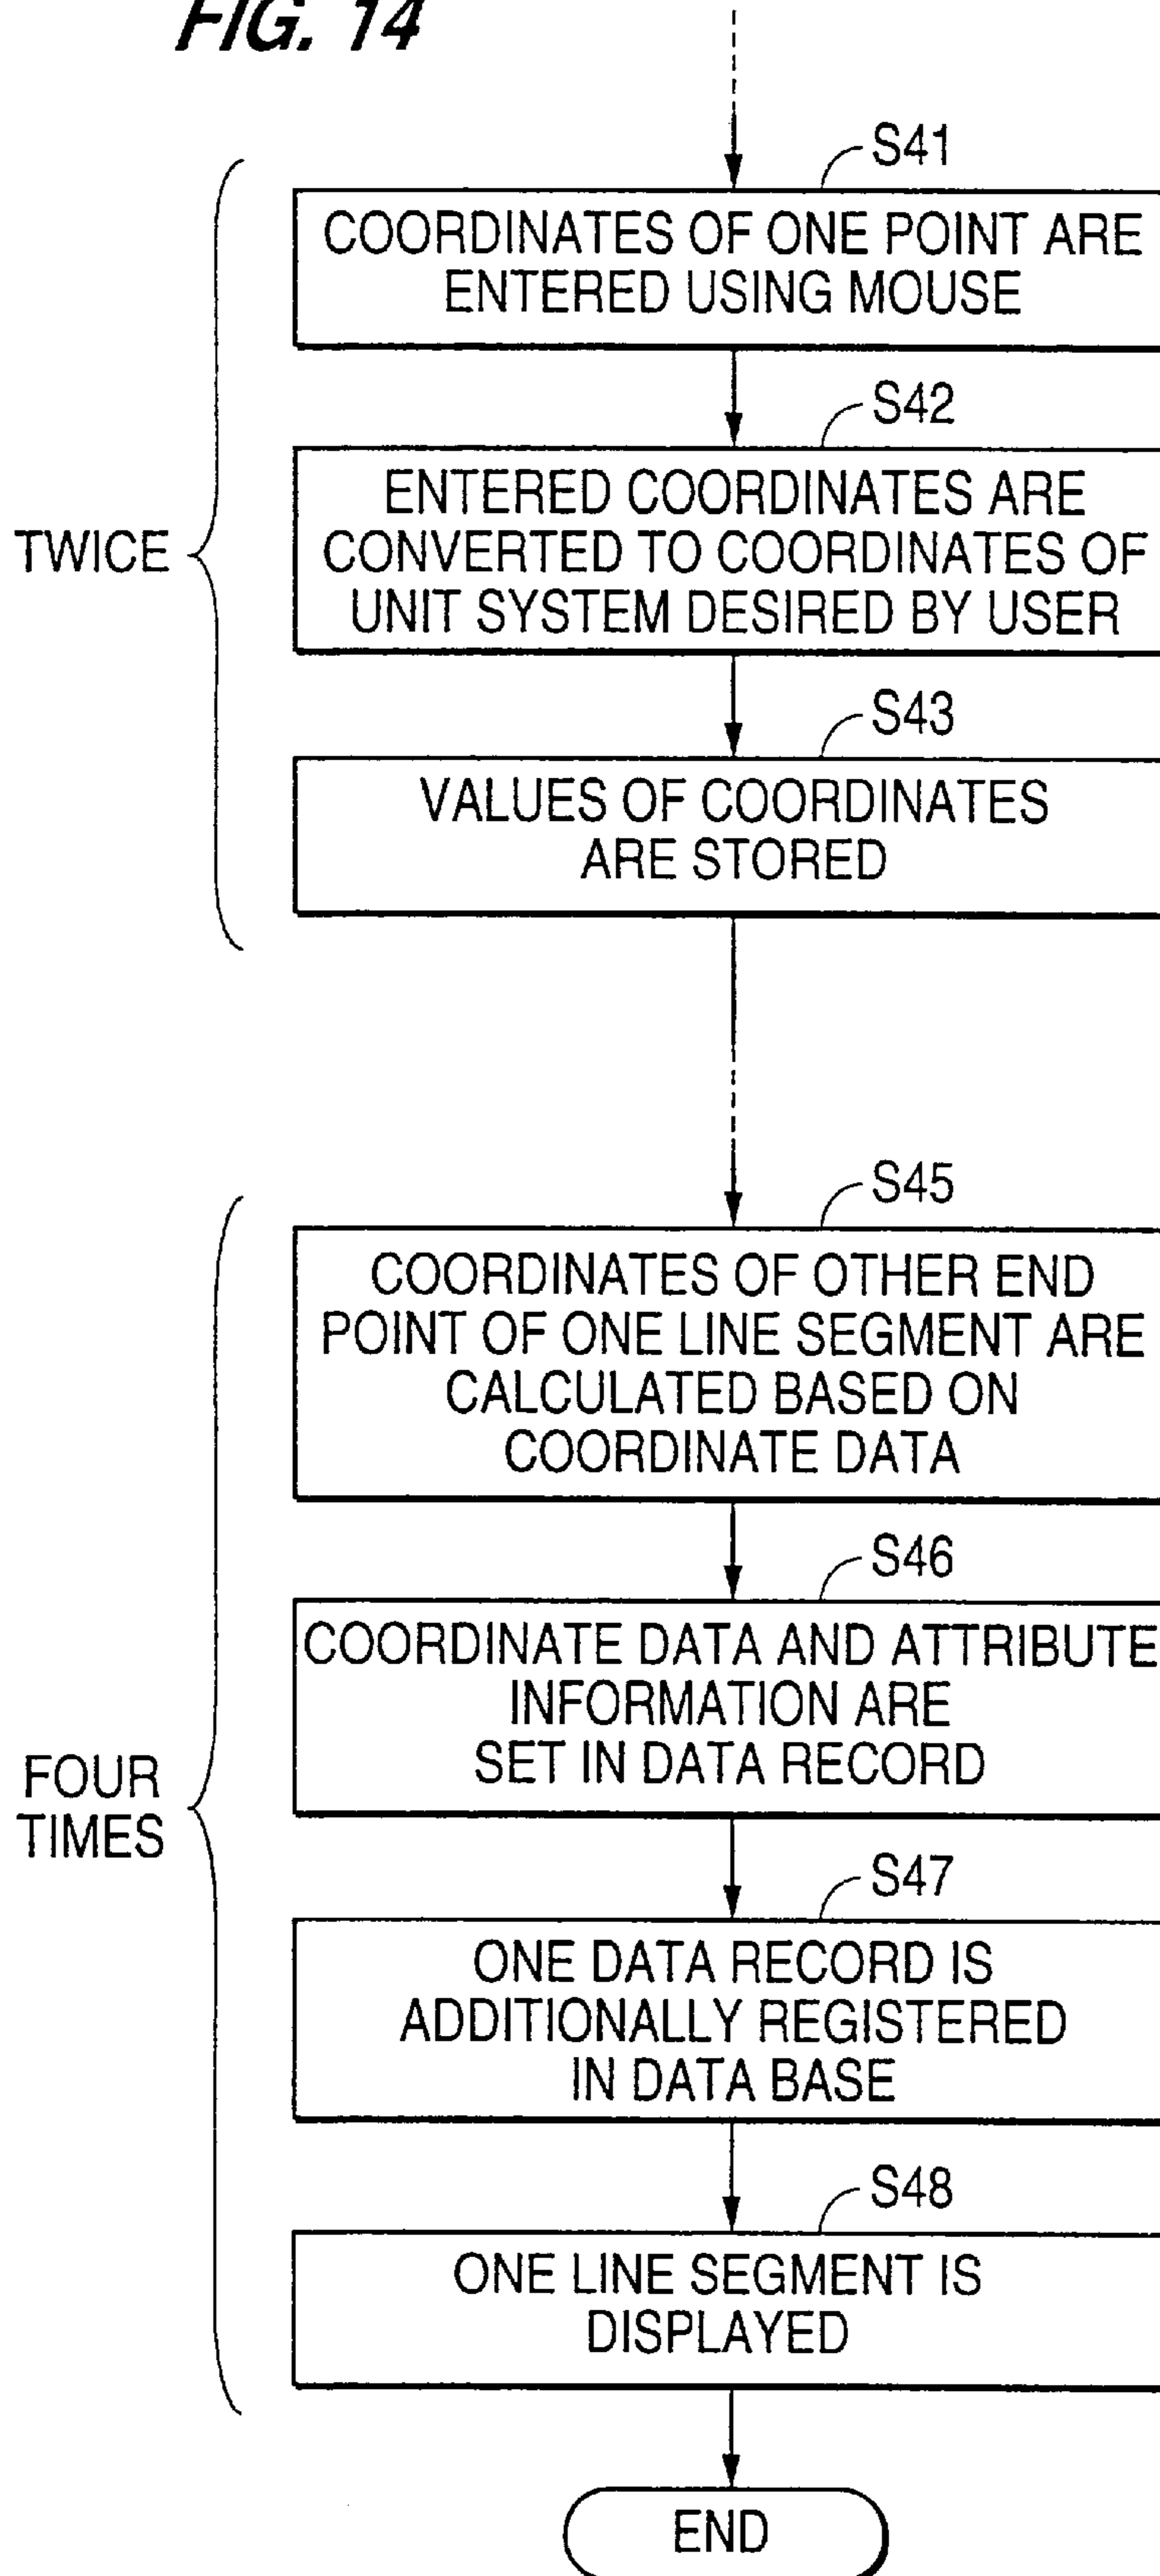 FIG. 14
S41
COORDINATES OF ONE POINT ARE
ENTERED USING MOUSE
S42
ENTERED COORDINATES ARE
CONVERTED TO COORDINATES OF
UNIT SYSTEM DESIRED BY USER
TWICE
S43
VALUES OF COORDINATES
ARE STORED
S45
COORDINATES OF OTHER END
POINT OF ONE LINE SEGMENT ARE
CALCULATED BASED ON
COORDINATE DATA
S46
COORDINATE DATA AND ATTRIBUTE
INFORMATION ARE
SET IN DATA RECORD
FOUR
TIMES
S47
ONE DATA RECORD IS
ADDITIONALLY REGISTERED
IN DATA BASE
S48
ONE LINE SEGMENT IS
DISPLAYED
END